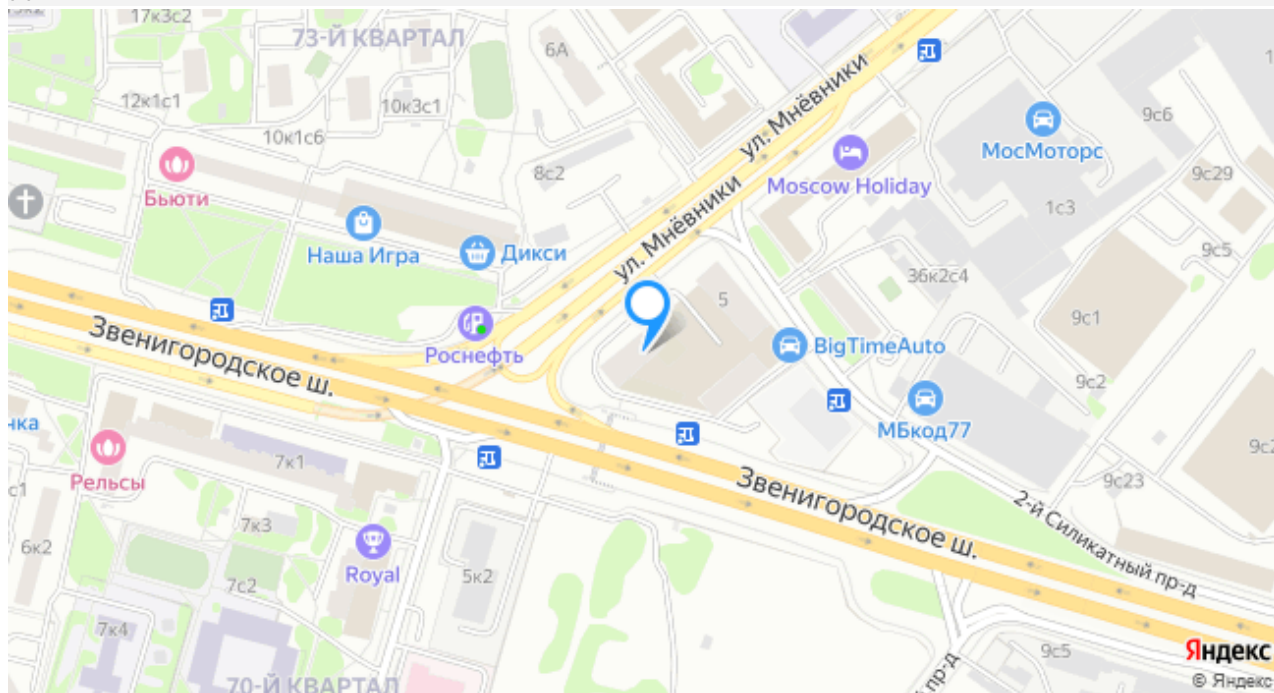 17к3с2
73-Й КВАРТАЛ
6А
ул. Мнёвники
12к1с1
10к3с1
10к1с6
МосМоторс
9с6
Бьюти
8с2
Moscow Holiday
9с29
1с3
Наша Игра
Дикси
ул. Мнёвники
9с5
36к2с4
5
9с1
Звенигородское ш.
Роснефть
BigTimeAuto
9с2
МБкод77
7к1
Рельсы
Звенигородское ш.
9с23
2-й Силикатный пр-д
7к3
6к2
7с2
Royal
5к2
7к4
9с5
70-Й КВАРТАЛ
пр-д
Яндекс
© Яндекс